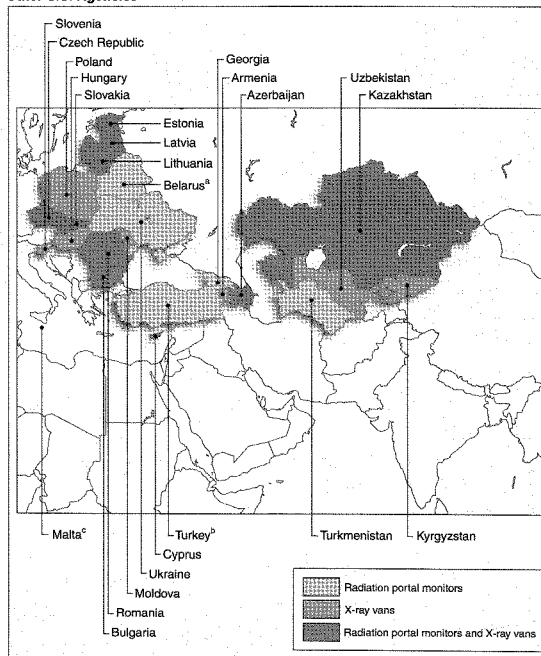 Other U.S. Agencies
Slovenia
Czech Republic
Poland
Hungary
Slovakia
Georgia
Armenia
Azerbaijan
Uzbekistan
Kazakhstan
Estonia
Latvia
Lithuania
Belarusᵃ
Maltaᶜ
Turkeyᵇ
Cyprus
Ukraine
Moldova
Romania
Bulgaria
Turkmenistan
Kyrgyzstan
Radiation portal monitors
X-ray vans
Radiation portal monitors and X-ray vans